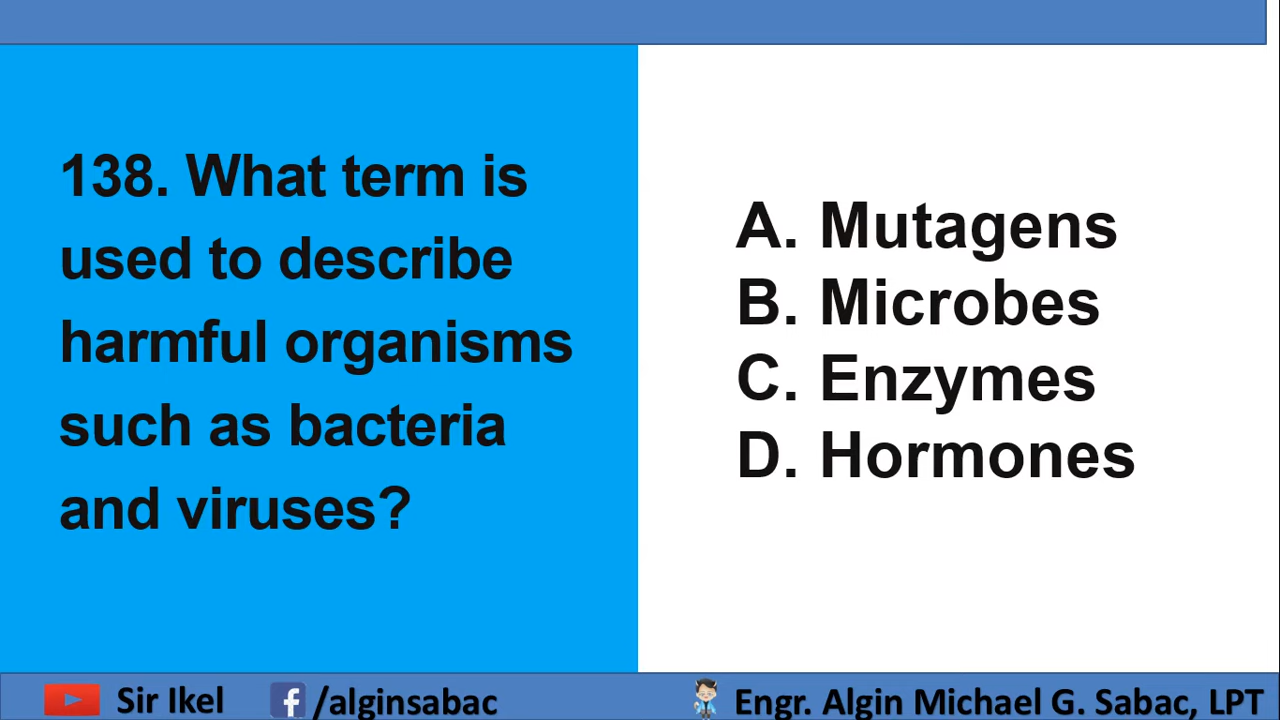 138. What term is
used to describe
harmful organisms
such as bacteria
and viruses?
A. Mutagens
B. Microbes
C. Enzymes
D. Hormones
Sir Ikel
/alginsabac
Engr. Algin Michael G. Sabac, LPT